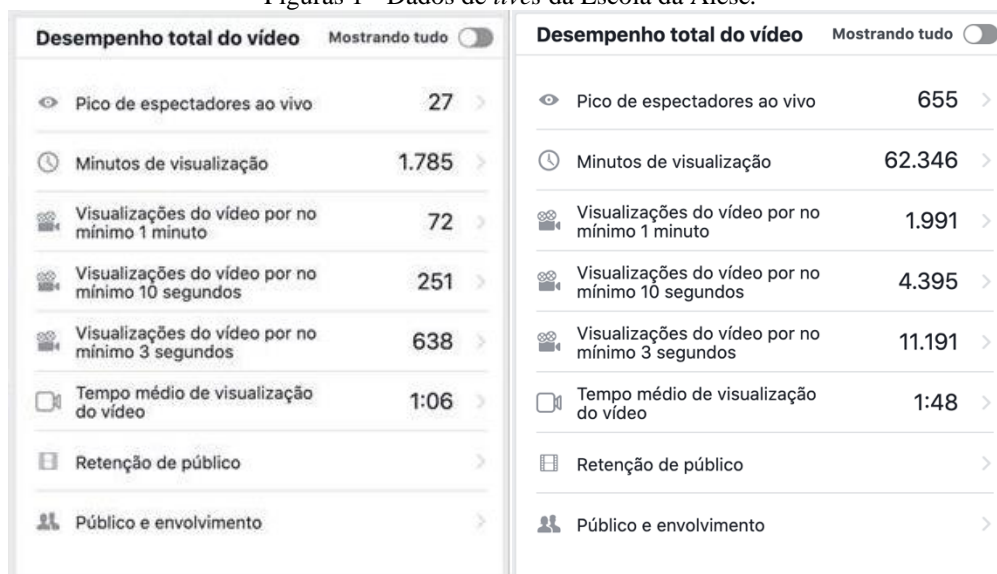 Figuras 1 - Dados de lives da Escola da Alese.
Desempenho total do vídeo Mostrando tudo
Pico de espectadores ao vivo 27
Minutos de visualização 1.785
Visualizações do vídeo por no
mínimo 1 minuto 72
Visualizações do vídeo por no
mínimo 10 segundos 251
Visualizações do vídeo por no
mínimo 3 segundos 638
Tempo médio de visualização
do vídeo 1:06
Retenção de público
Público e envolvimento
Desempenho total do vídeo Mostrando tudo
Pico de espectadores ao vivo 655
Minutos de visualização 62.346
Visualizações do vídeo por no
mínimo 1 minuto 1.991
Visualizações do vídeo por no
mínimo 10 segundos 4.395
Visualizações do vídeo por no
mínimo 3 segundos 11.191
Tempo médio de visualização
do vídeo 1:48
Retenção de público
Público e envolvimento